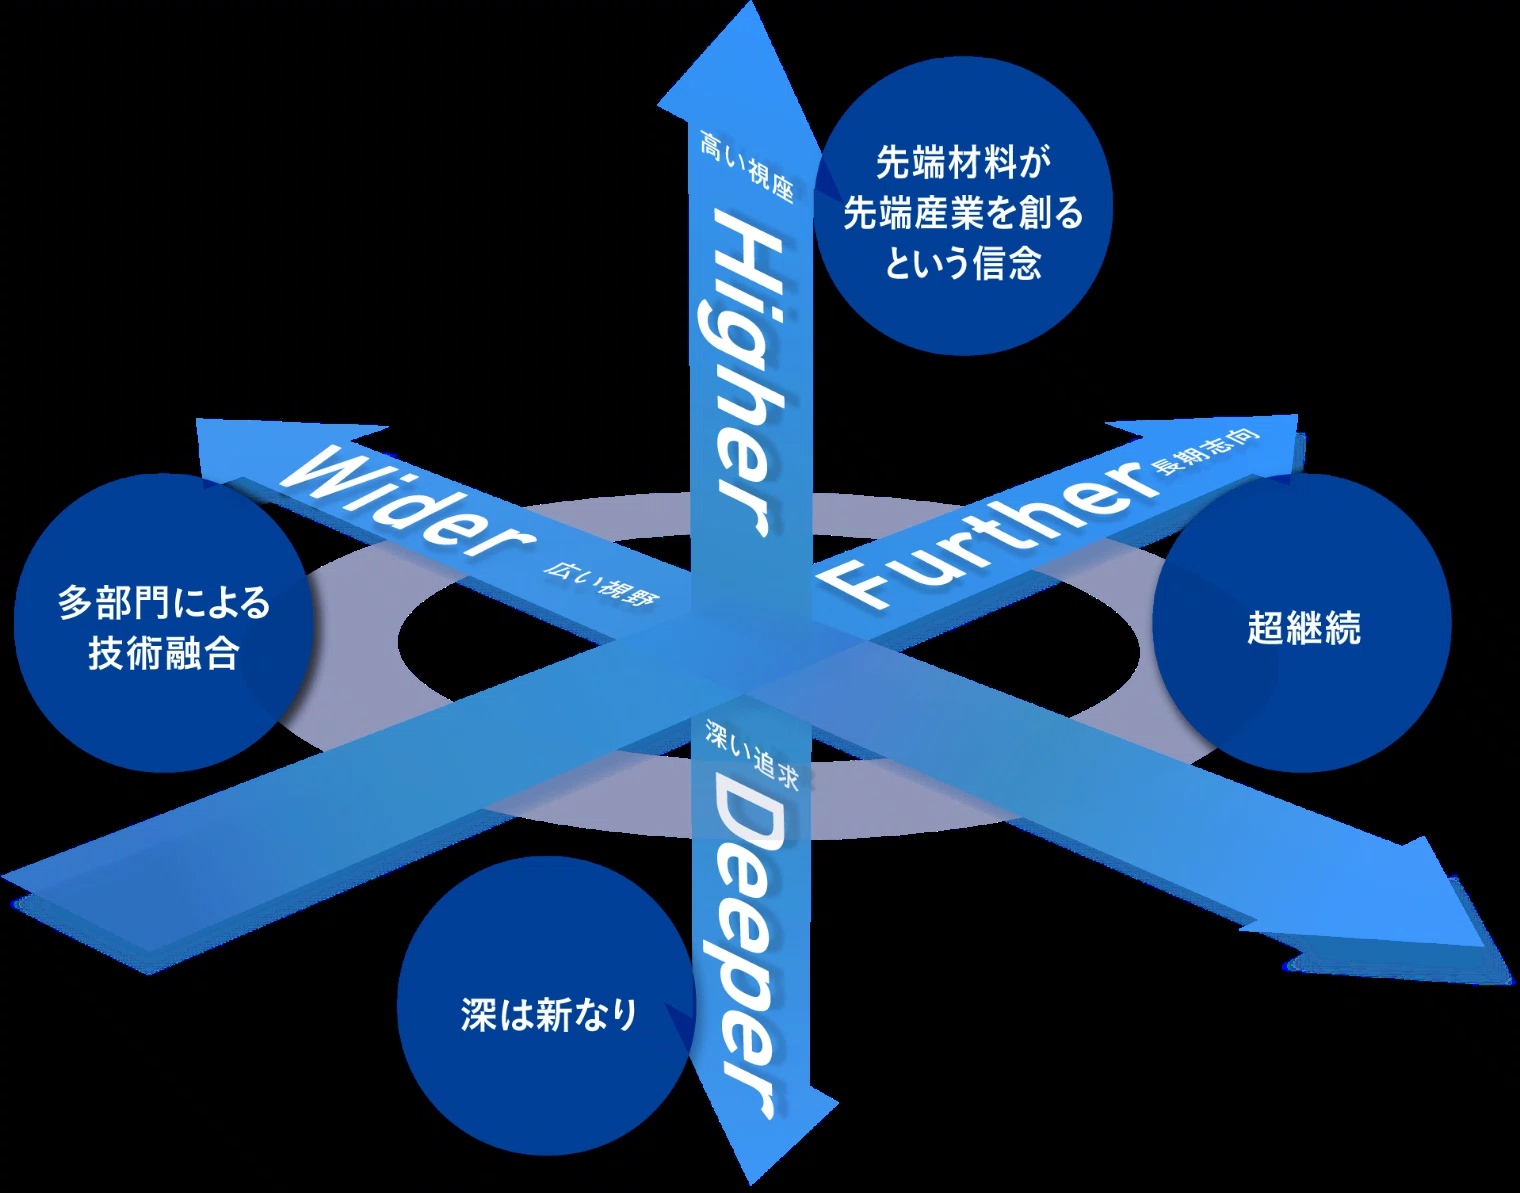 高い視座
Higher
先端材料が
先端産業を創る
という信念
Wider
広い視野
多部門による
技術融合
Further
長期志向
超継続
深い追求
Deeper
深は新なり